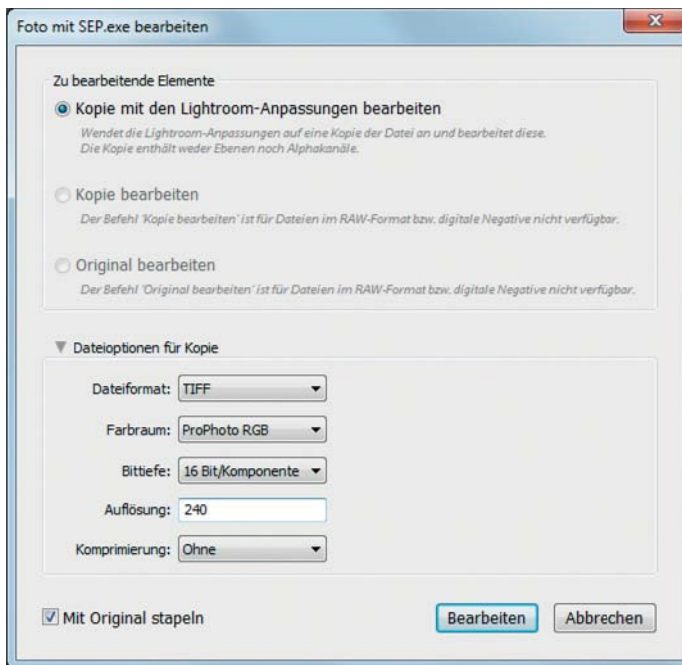 Foto mit SEP.exe bearbeiten
Zu bearbeitende Elemente
Kopie mit den Lightroom-Anpassungen bearbeiten
Wendet die Lightroom-Anpassungen auf eine Kopie der Datei an und bearbeitet diese.
Die Kopie enthält weder Ebenen noch Alphakanäle.
Kopie bearbeiten
Der Befehl 'Kopie bearbeiten' ist für Dateien im RAW-Format bzw. digitale Negative nicht verfügbar.
Original bearbeiten
Der Befehl 'Original bearbeiten' ist für Dateien im RAW-Format bzw. digitale Negative nicht verfügbar.
Dateioptionen für Kopie
Dateiformat: TIFF
Farbraum: ProPhoto RGB
Bittiefe: 16 Bit/Komponente
Auflösung: 240
Komprimierung: Ohne
Mit Original stapeln Bearbeiten Abbrechen